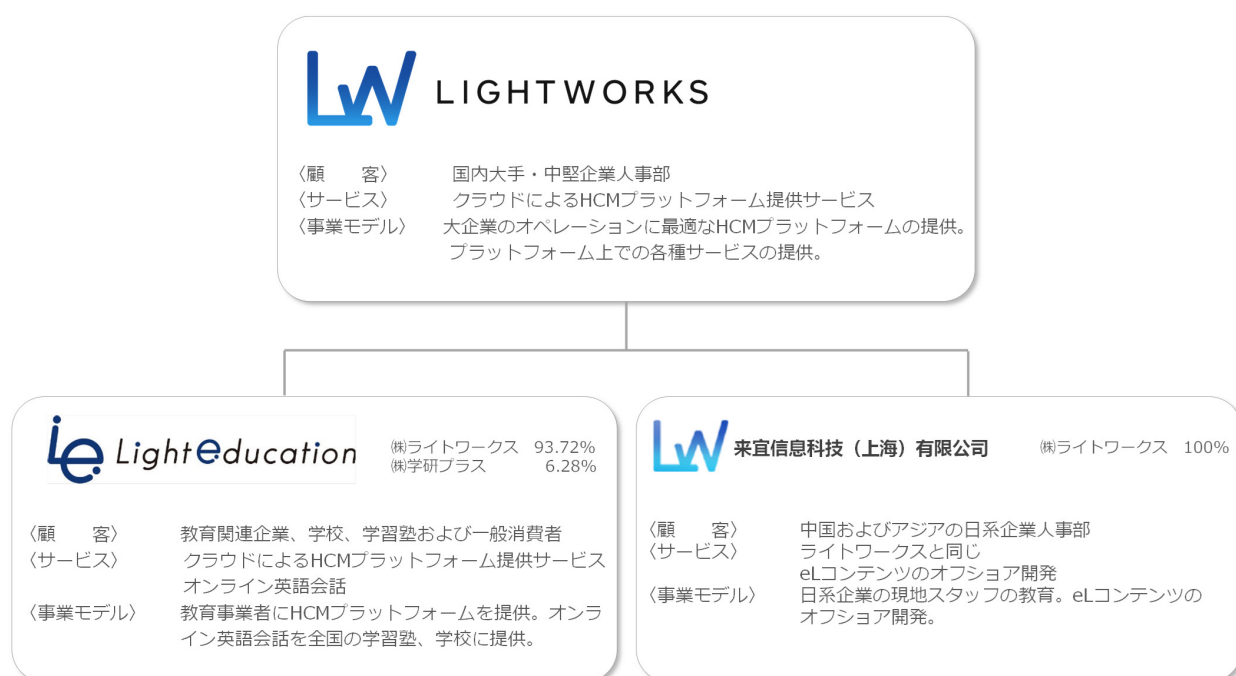 LW LIGHTWORKS
〈顧　客〉 国内大手・中堅企業人事部
〈サービス〉 クラウドによるHCMプラットフォーム提供サービス
〈事業モデル〉 大企業のオペレーションに最適なHCMプラットフォームの提供。
プラットフォーム上での各種サービスの提供。
le Lighteducation
㈱ライトワークス 93.72%
㈱学研プラス 6.28%
〈顧　客〉 教育関連企業、学校、学習塾および一般消費者
〈サービス〉 クラウドによるHCMプラットフォーム提供サービス
オンライン英語会話
〈事業モデル〉 教育事業者にHCMプラットフォームを提供。オンラ
イン英語会話を全国の学習塾、学校に提供。
LW 来宜信息科技（上海）有限公司 ㈱ライトワークス 100%
〈顧　客〉 中国およびアジアの日系企業人事部
〈サービス〉 ライトワークスと同じ
eLコンテンツのオフショア開発
〈事業モデル〉 日系企業の現地スタッフの教育。eLコンテンツの
オフショア開発。